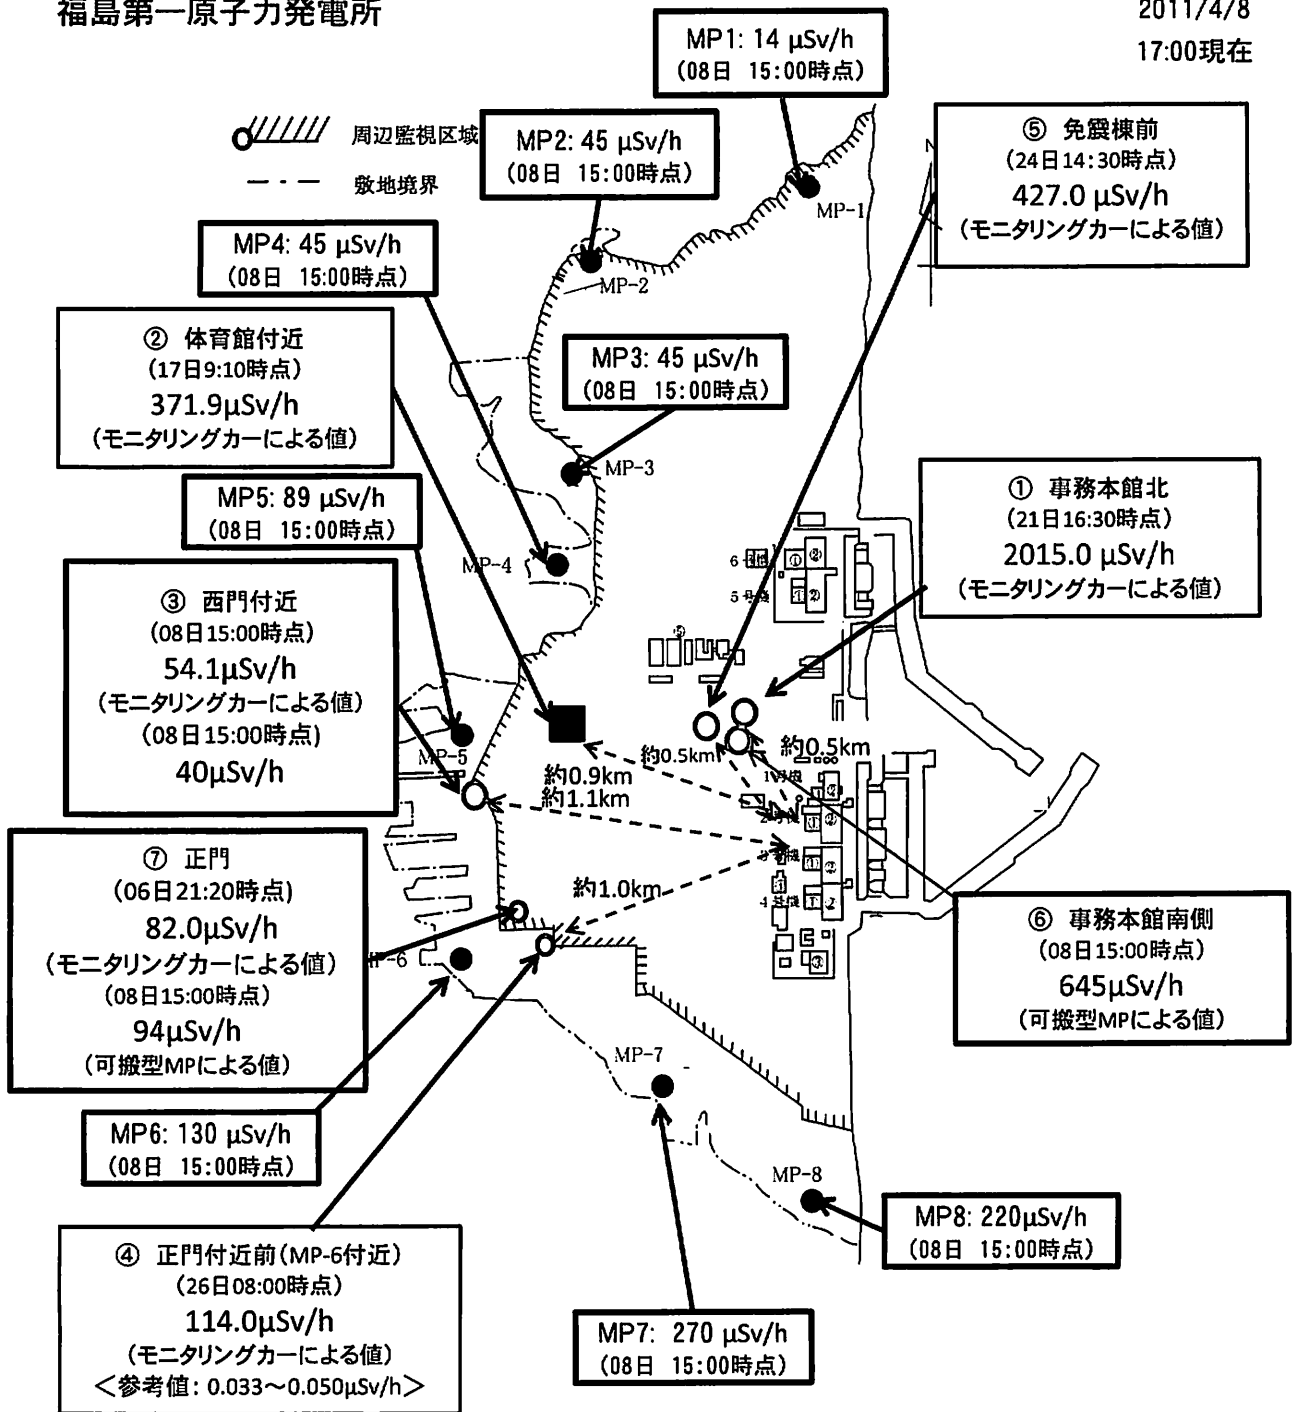 福島第一原子力発電所
2011/4/8
17:00現在
周辺監視区域
敷地境界
MP1: 14 μSv/h
(08日 15:00時点)
MP2: 45 μSv/h
(08日 15:00時点)
⑤ 免震棟前
(24日14:30時点)
427.0 μSv/h
(モニタリングカーによる値)
N
MP-1
MP4: 45 μSv/h
(08日 15:00時点)
MP-2
② 体育館付近
(17日9:10時点)
371.9μSv/h
(モニタリングカーによる値)
MP3: 45 μSv/h
(08日 15:00時点)
MP-3
MP5: 89 μSv/h
(08日 15:00時点)
① 事務本館北
(21日16:30時点)
2015.0 μSv/h
(モニタリングカーによる値)
MP-4
③ 西門付近
(08日15:00時点)
54.1μSv/h
(モニタリングカーによる値)
(08日15:00時点)
40μSv/h
MP-5
約0.5km
約0.5km
約0.9km
約1.1km
約1.0km
⑦ 正門
(06日21:20時点)
82.0μSv/h
(モニタリングカーによる値)
(08日15:00時点)
94μSv/h
(可搬型MPによる値)
⑥ 事務本館南側
(08日15:00時点)
645μSv/h
(可搬型MPによる値)
MP-7
MP6: 130 μSv/h
(08日 15:00時点)
MP-8
MP8: 220μSv/h
(08日 15:00時点)
④ 正門付近前(MP-6付近)
(26日08:00時点)
114.0μSv/h
(モニタリングカーによる値)
<参考値: 0.033～0.050μSv/h>
MP7: 270 μSv/h
(08日 15:00時点)